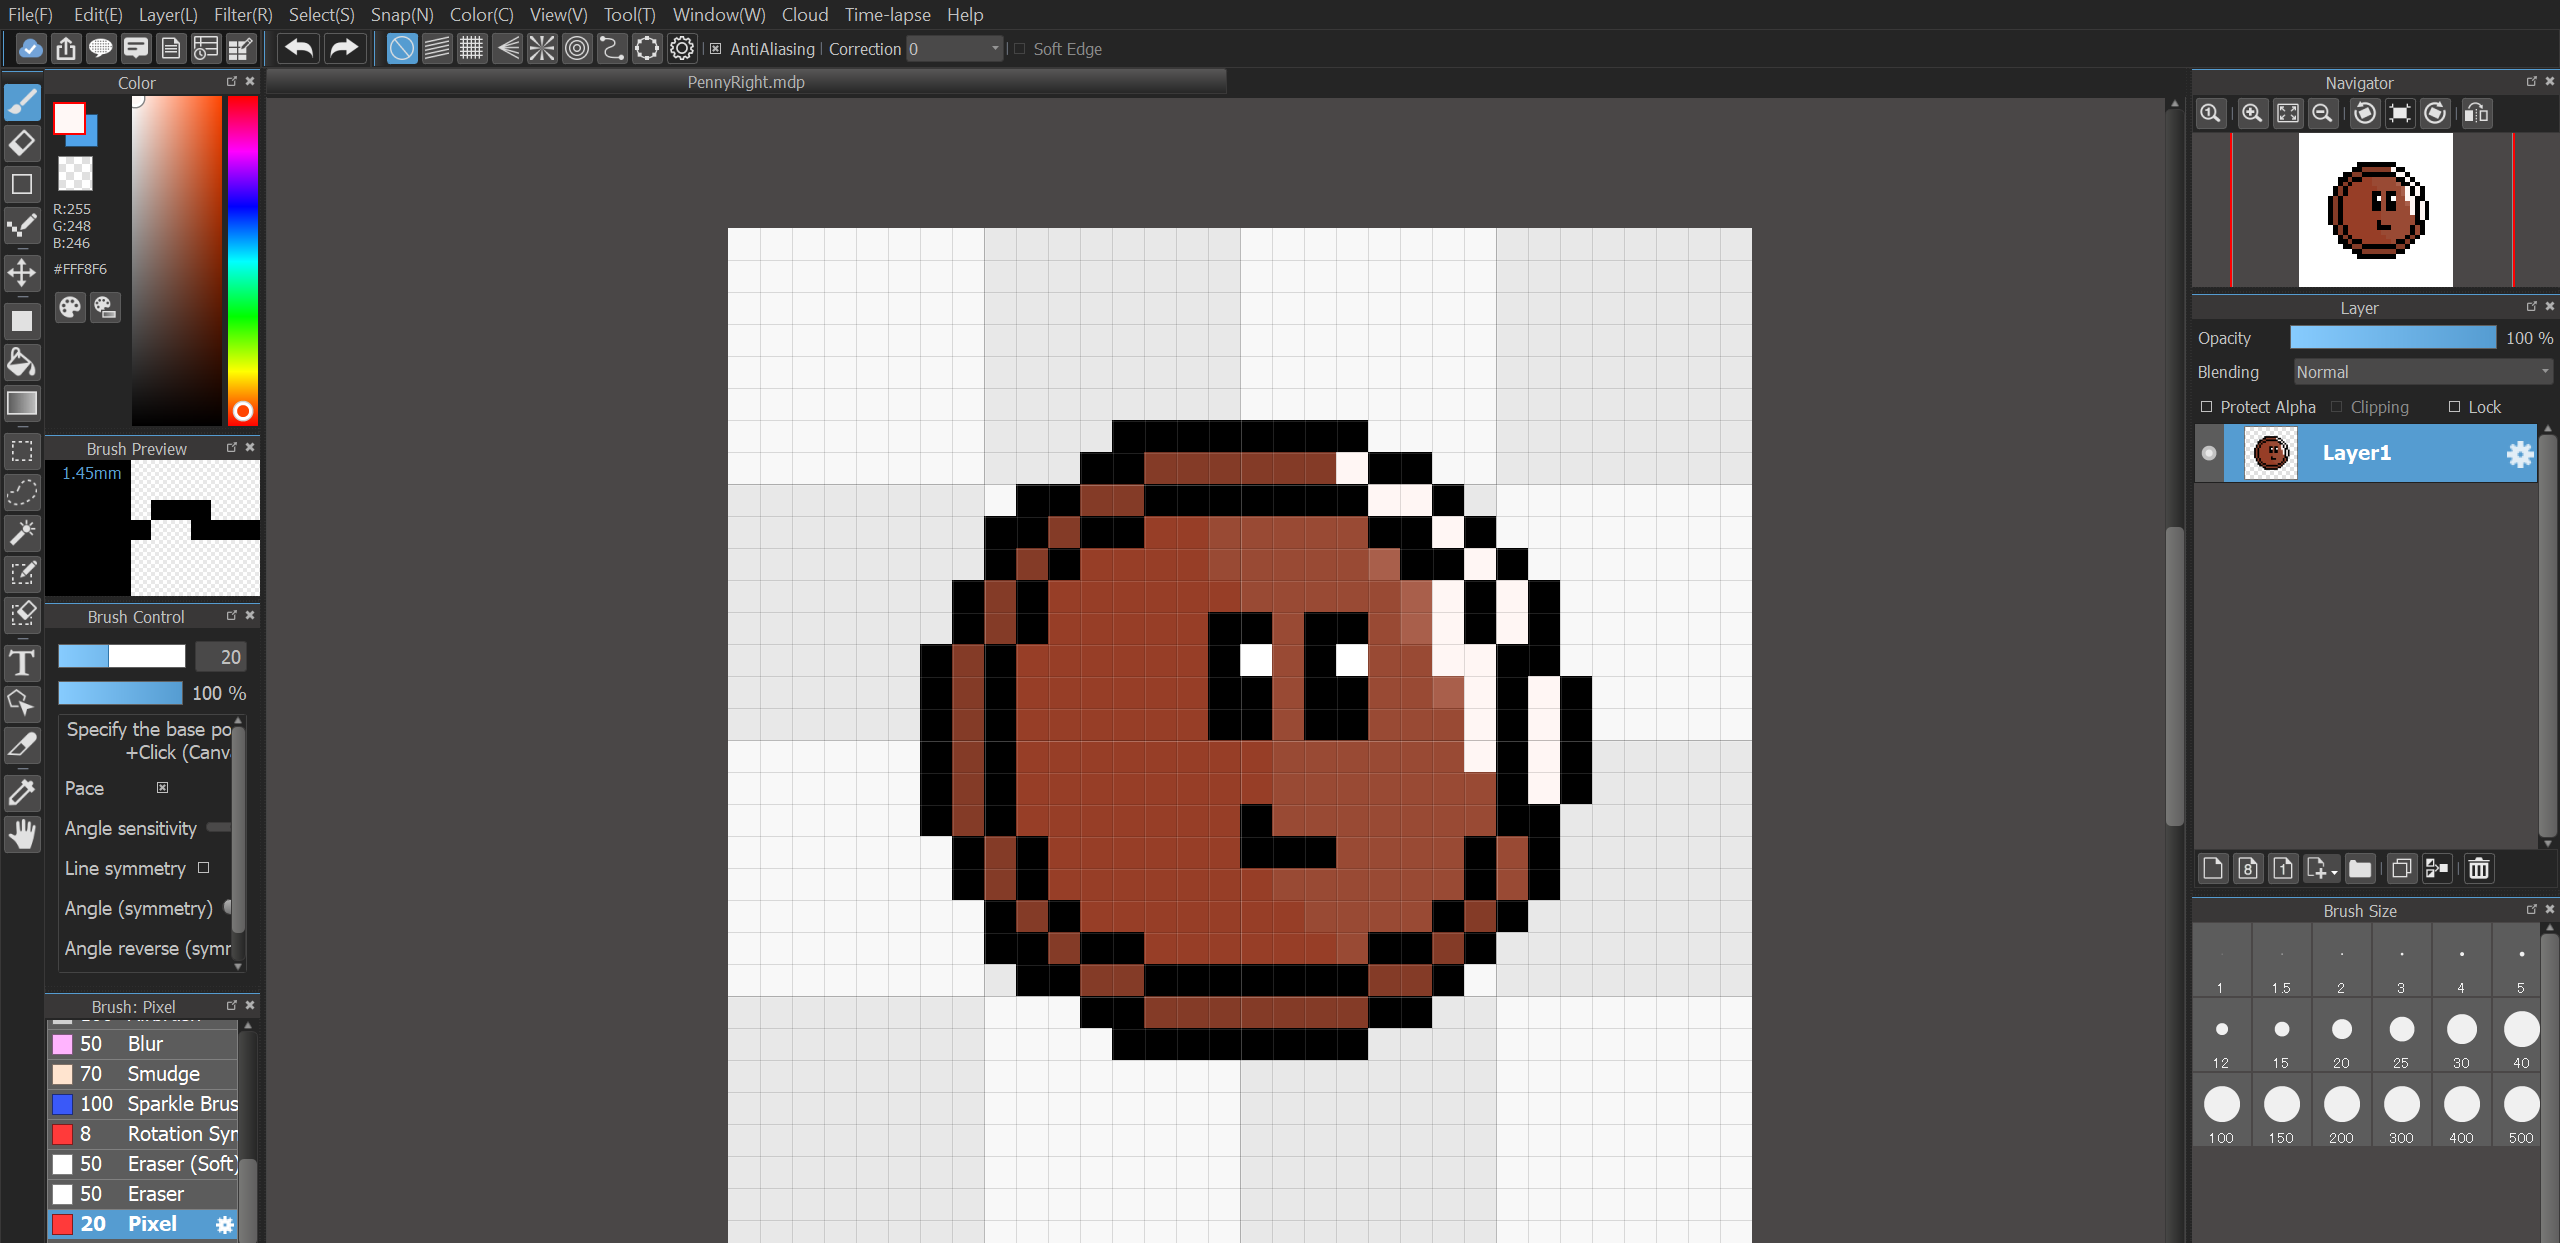 File(F) Edit(E) Layer(L) Filter(R) Select(S) Snap(N) Color(C) View(V) Tool(T) Window(W) Cloud Time-lapse Help
AntiAliasing Correction 0 Soft Edge
Color
R:255
G:248
B:246
#FFF8F6
Brush Preview
1.45mm
Brush Control
20
100 %
Specify the base po
+Click (Canv
Pace
Angle sensitivity
Line symmetry
Angle (symmetry)
Angle reverse (symr
Brush: Pixel
50 Blur
70 Smudge
100 Sparkle Brus
8 Rotation Syr
50 Eraser (Soft)
50 Eraser
20 Pixel
PennyRight.mdp
Navigator
Layer
Opacity 100 %
Blending Normal
Protect Alpha Clipping Lock
Layer1
8 1
Brush Size
1 1.5 2 3 4 5
12 15 20 25 30 40
100 150 200 300 400 500